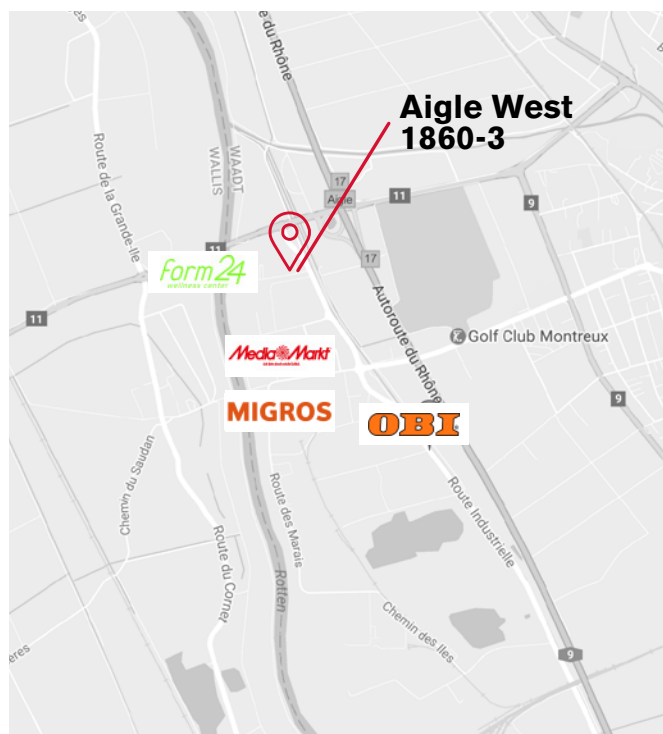 e du Rhône
Aigle West
1860-3
Route de la Grande-Ile
WAADT
WALLIS
17
Aigle
11
9
11
Form24
wellness center
17
11
Autoroute du Rhône
Golf Club Montreux
Media Markt
MIGROS
OBI
9
Chemin du Saudan
Route des Marais
Route Industrielle
Route du Cornet
Rotten
Chemin des Iles
eres
9